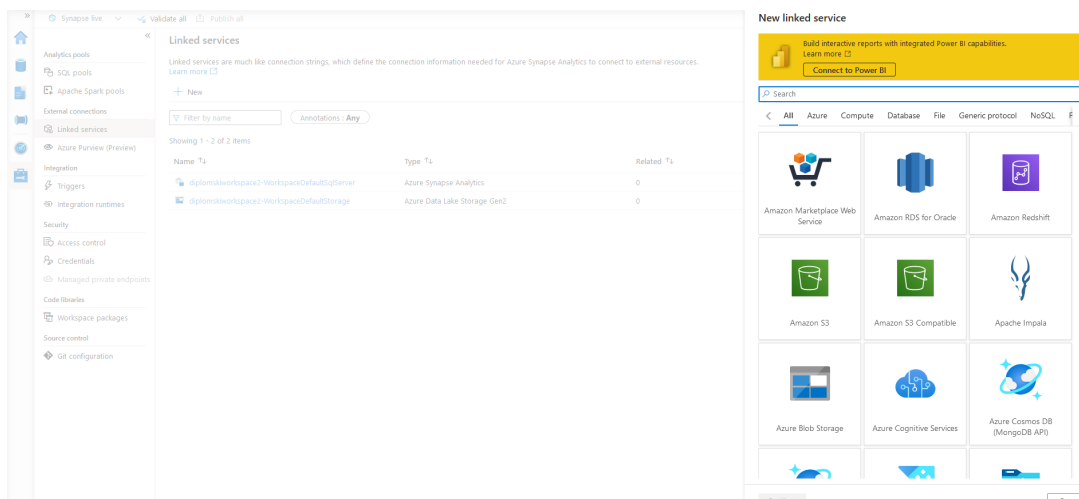 Synapse live
Validate all
Publish all
Analytics pools
SQL pools
Apache Spark pools
External connections
Linked services
Azure Purview (Preview)
Integration
Triggers
Integration runtimes
Security
Access control
Credentials
Managed private endpoints
Code libraries
Workspace packages
Source control
Git configuration
Linked services
Linked services are much like connection strings, which define the connection information needed for Azure Synapse Analytics to connect to external resources.
Learn more
New
Filter by name
Annotations : Any
Showing 1 - 2 of 2 items
Name Type Related
diplomskiworkspace2-WorkspaceDefaultSqlServer Azure Synapse Analytics 0
diplomskiworkspace2-WorkspaceDefaultStorage Azure Data Lake Storage Gen2 0
New linked service
Build interactive reports with integrated Power BI capabilities.
Learn more
Connect to Power BI
Search
All Azure Compute Database File Generic protocol NoSQL
Amazon Marketplace Web
Service
Amazon RDS for Oracle
Amazon Redshift
Amazon S3
Amazon S3 Compatible
Apache Impala
Azure Blob Storage
Azure Cognitive Services
Azure Cosmos DB
(MongoDB API)